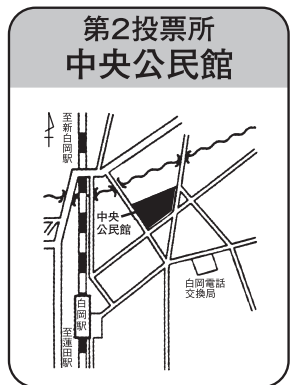 第2投票所
中央公民館
至新白岡駅
中央
公民館
白岡電話
交換局
白岡駅
至蓮田駅